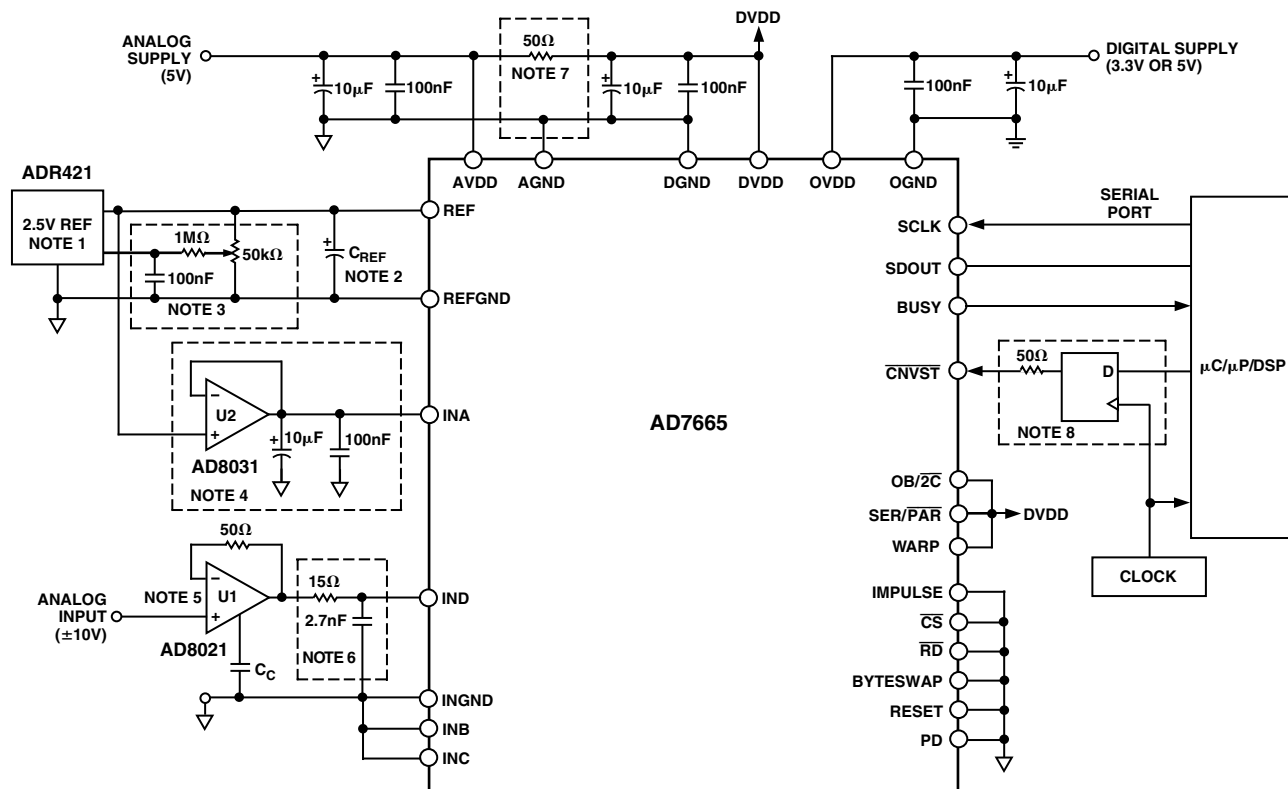 ANALOG
SUPPLY
(5V)
50Ω
NOTE 7
DVDD
DIGITAL SUPPLY
(3.3V OR 5V)
+
10μF
100nF
+
10μF
100nF
100nF
+
10μF
AVDD
AGND
DGND
DVDD
OVDD
OGND
ADR421
2.5V REF
NOTE 1
1MΩ
50kΩ
100nF
NOTE 3
+
CREF
NOTE 2
REF
REFGND
SERIAL
PORT
SCLK
SDOUT
BUSY
CNVST
50Ω
D
NOTE 8
μC/μP/DSP
–
U2
+
AD8031
+
10μF
100nF
NOTE 4
INA
AD7665
OB/2C
SER/PAR
WARP
DVDD
CLOCK
50Ω
ANALOG
INPUT
(±10V)
NOTE 5
–
U1
+
AD8021
CC
15Ω
2.7nF
NOTE 6
IND
INGND
INB
INC
IMPULSE
CS
RD
BYTESWAP
RESET
PD